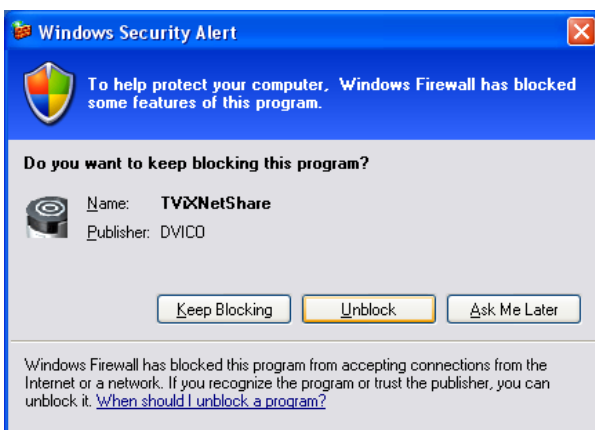 Windows Security Alert
To help protect your computer, Windows Firewall has blocked
some features of this program.
Do you want to keep blocking this program?
Name: TViXNetShare
Publisher: DVICO
Keep Blocking Unblock Ask Me Later
Windows Firewall has blocked this program from accepting connections from the
Internet or a network. If you recognize the program or trust the publisher, you can
unblock it. When should I unblock a program?